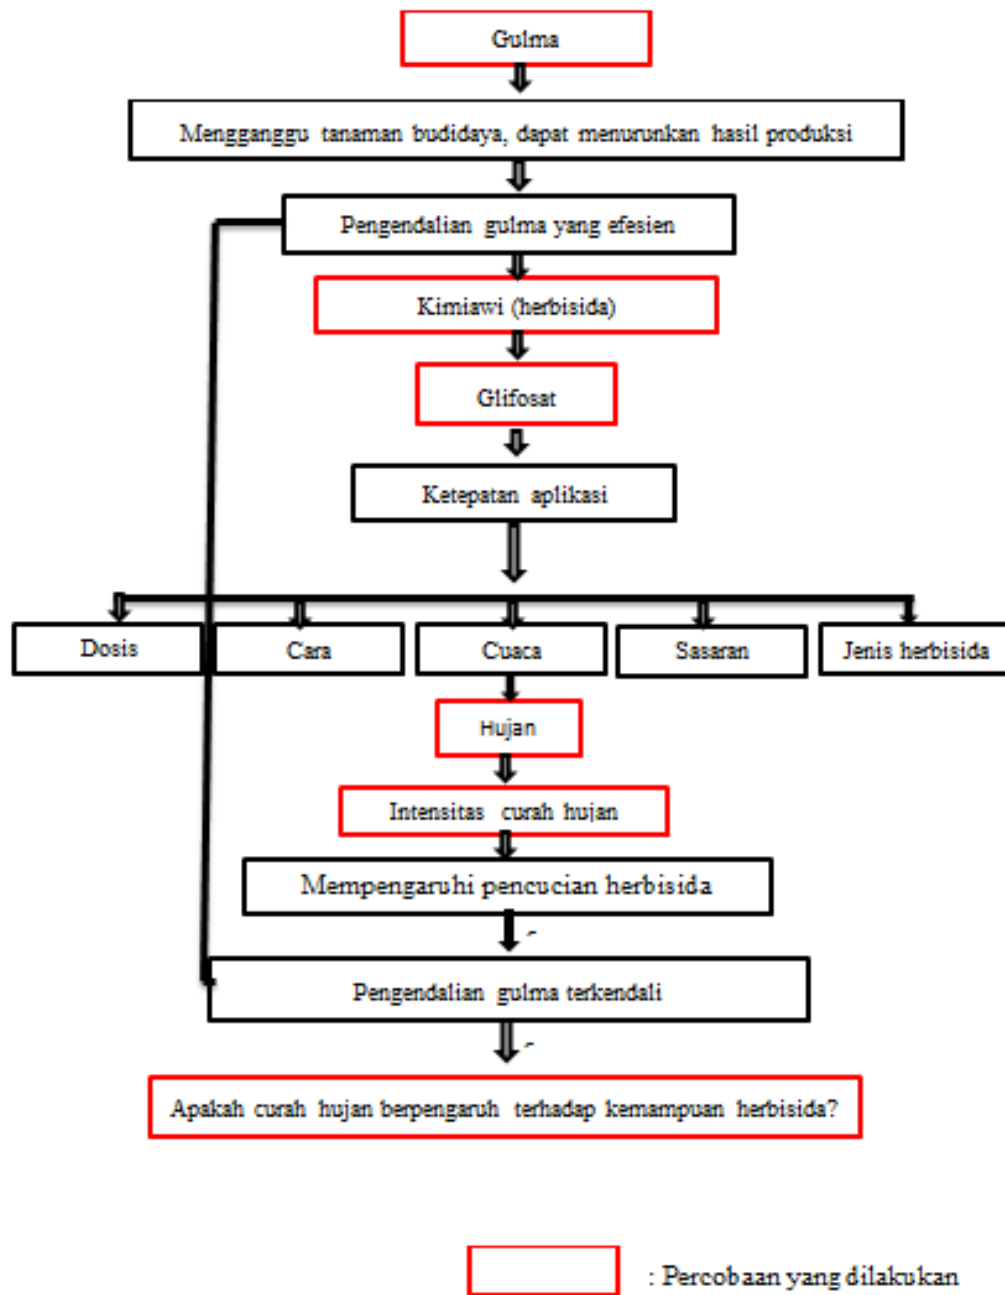 Gulma
Mengganggu tanaman budidaya, dapat menurunkan hasil produksi
Pengendalian gulma yang efesien
Kimiawi (herbisida)
Glifosat
Ketepatan aplikasi
Dosis
Cara
Cuaca
Sasaran
Jenis herbisida
Hujan
Intensitas curah hujan
Mempengaruhi pencucian herbisida
Pengendalian gulma terkendali
Apakah curah hujan berpengaruh terhadap kemampuan herbisida?
: Percobaan yang dilakukan